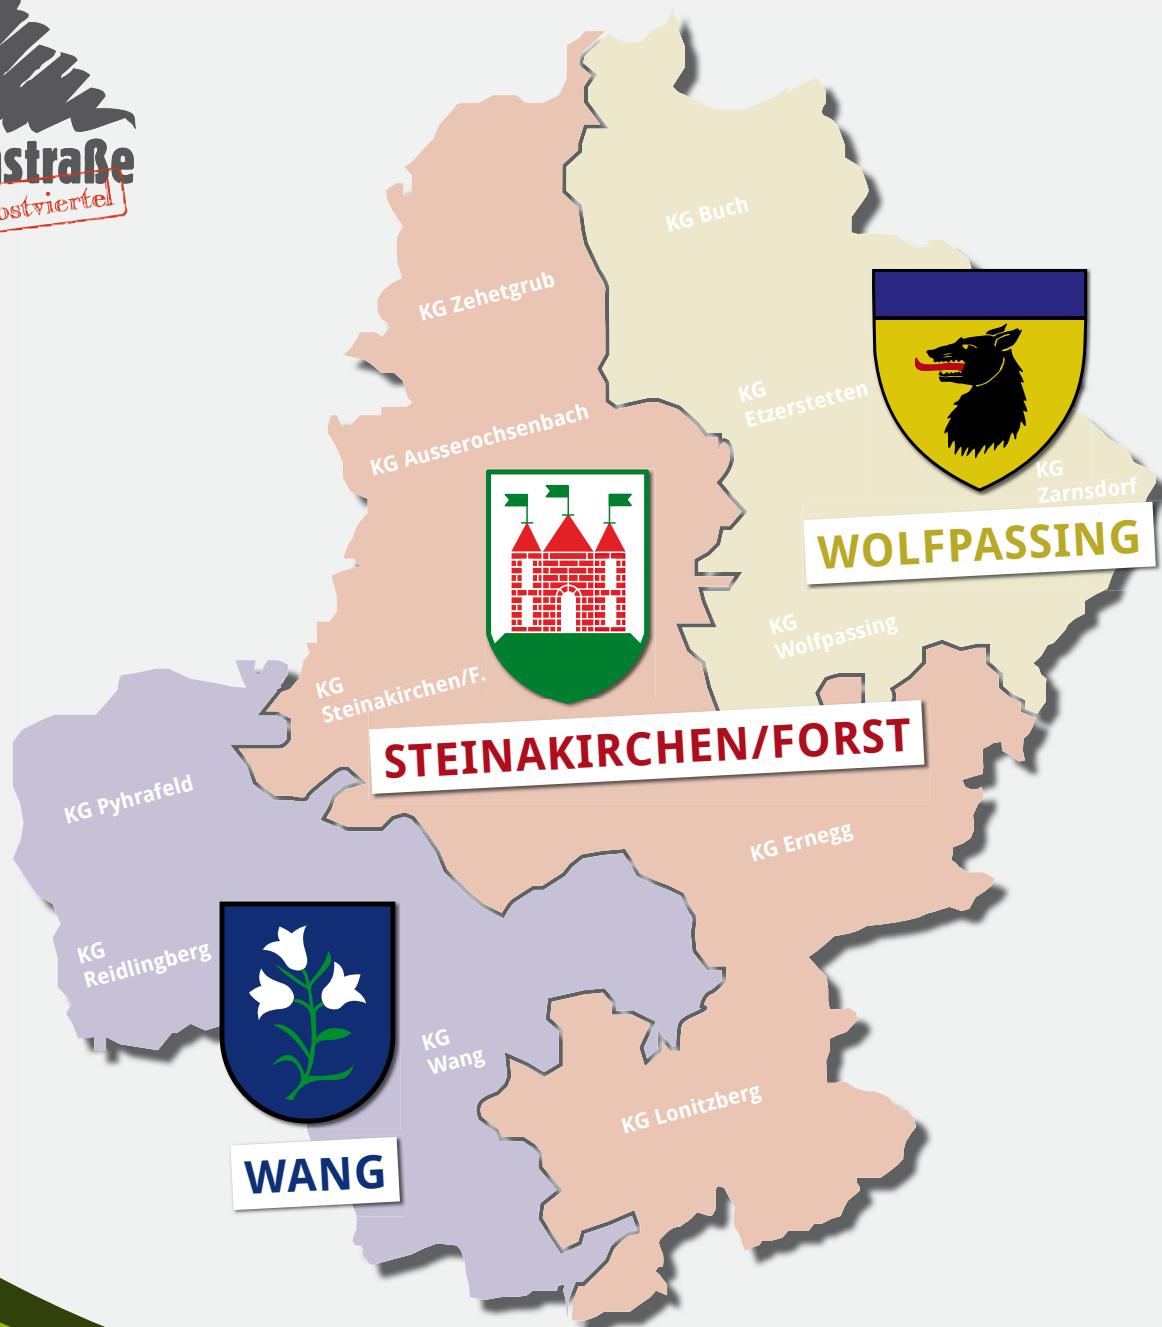 straße
ostviertel
KG Buch
KG Zehetgrub
KG
Etzerstetten
KG Ausserochsenbach
KG
Zarnsdorf
WOLFPASSING
KG
Wolfpassing
KG
Steinakirchen/F.
STEINAKIRCHEN/FORST
KG Pyhrafeld
KG Ernegg
KG
Reidlingberg
KG
Wang
KG Lonitzberg
WANG